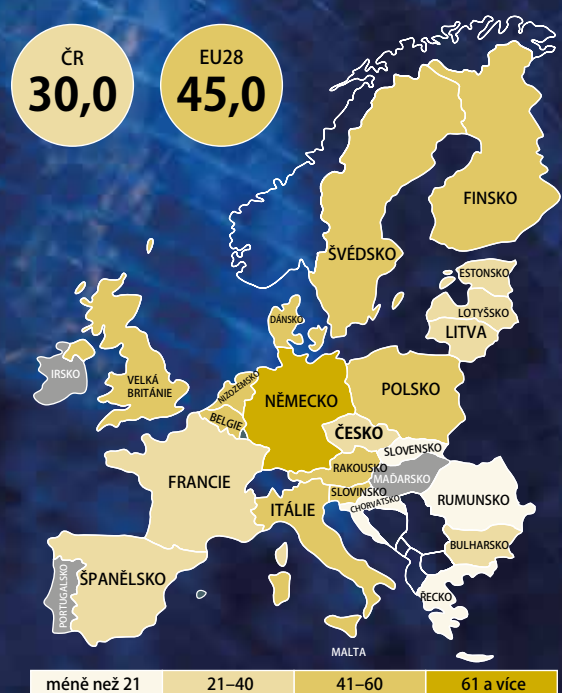 ČR
30,0
EU28
45,0
FINSKO
ŠVÉDSKO
ESTONSKO
LOTYŠSKO
LITVA
DÁNSKO
IRSKO
VELKÁ
BRITÁNIE
NIZOZEMSKO
BELGIE
NĚMECKO
POLSKO
ČESKO
SLOVENSKO
FRANCIE
RAKOUSKO
MAĎARSKO
SLOVINSKO
CHORVATSKO
ITÁLIE
RUMUNSKO
BULHARSKO
ŠPANĚLSKO
PORTUGALSKO
ŘECKO
MALTA
méně než 21
21–40
41–60
61 a více